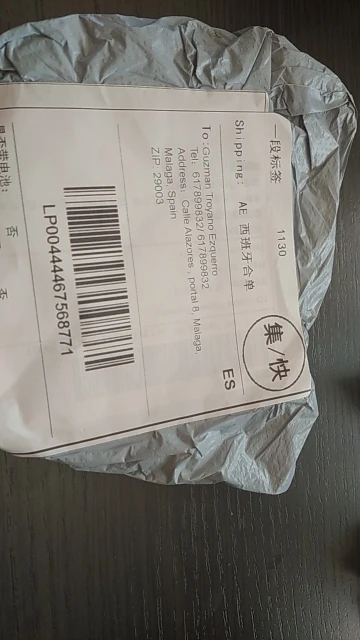 一段标签 1130
Shipping: AE 西班牙合单
集/快
ES
To:Guzman Troyano Ezquerro
Tel: 617899832/617899832
Address: Calle Alazores , portal 8, Malaga,
Malaga, Spain
ZIP: 29003
LP00444467568771
是否带电池: 否
否